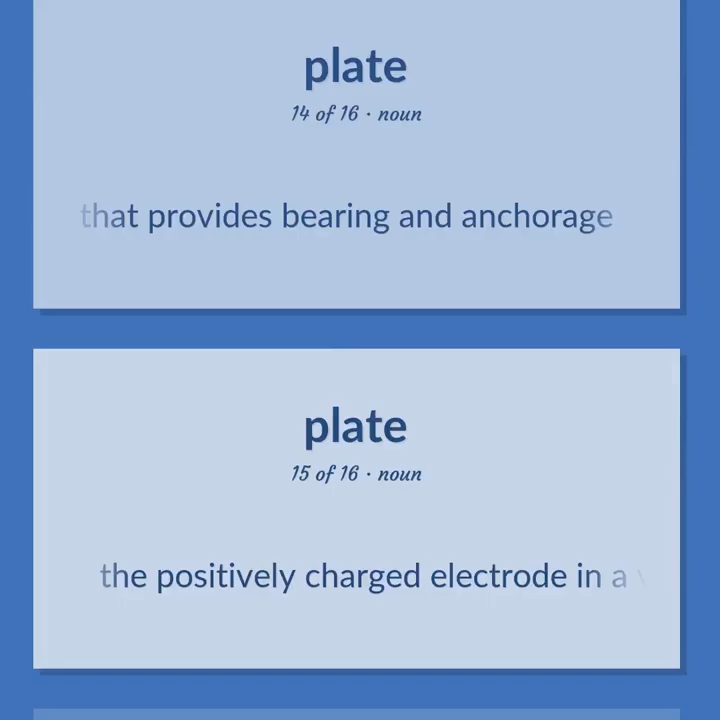 plate
14 of 16 · noun
that provides bearing and anchorage
plate
15 of 16 · noun
the positively charged electrode in a